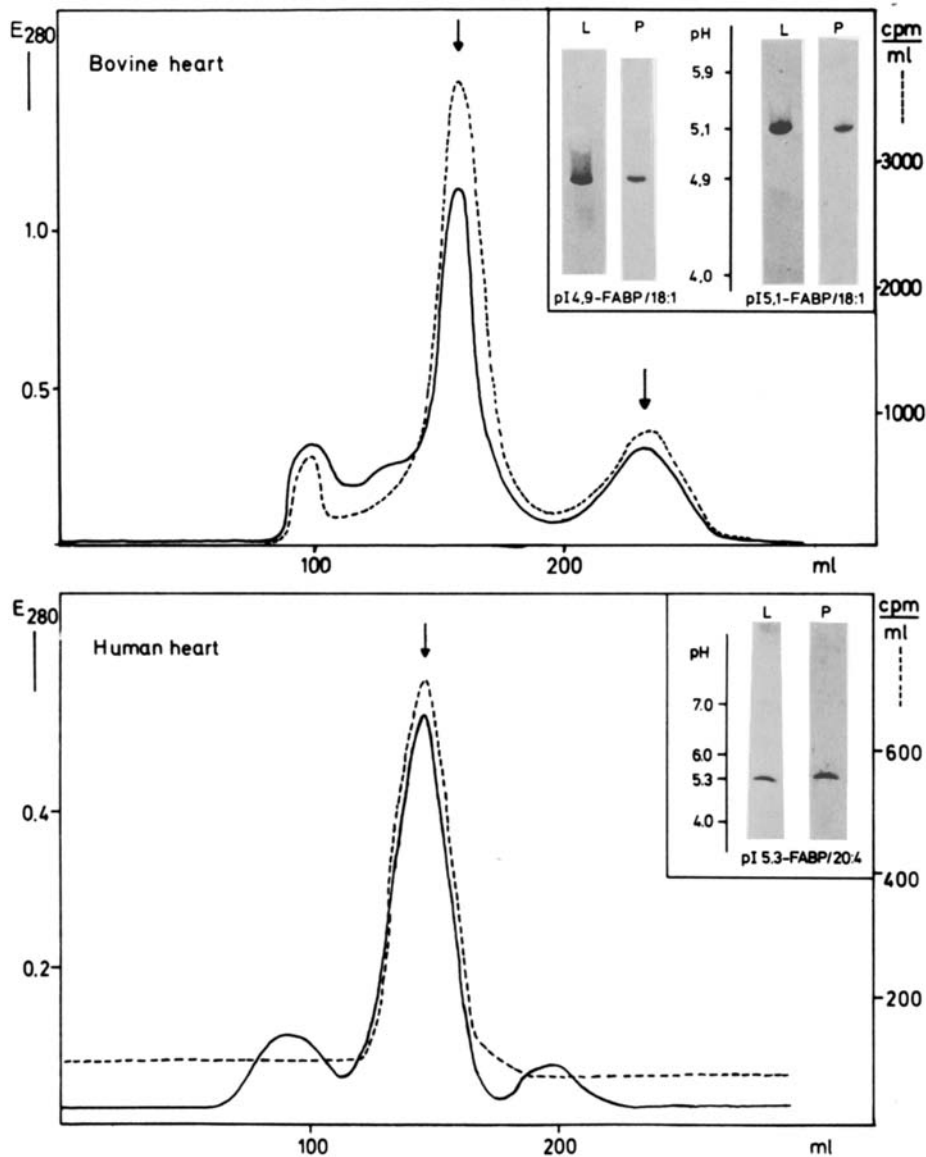 E280
Bovine heart
1.0
0.5
100
200
ml
cpm
ml
3000
2000
1000
L
P
pH
L
P
5,9
5,1
4,9
4,0
pI4,9-FABP/18:1
pI5,1-FABP/18:1
E280
Human heart
0.4
0.2
100
200
ml
cpm
ml
600
400
200
L
P
pH
7.0
6.0
5.3
4.0
pI 5.3-FABP/20:4